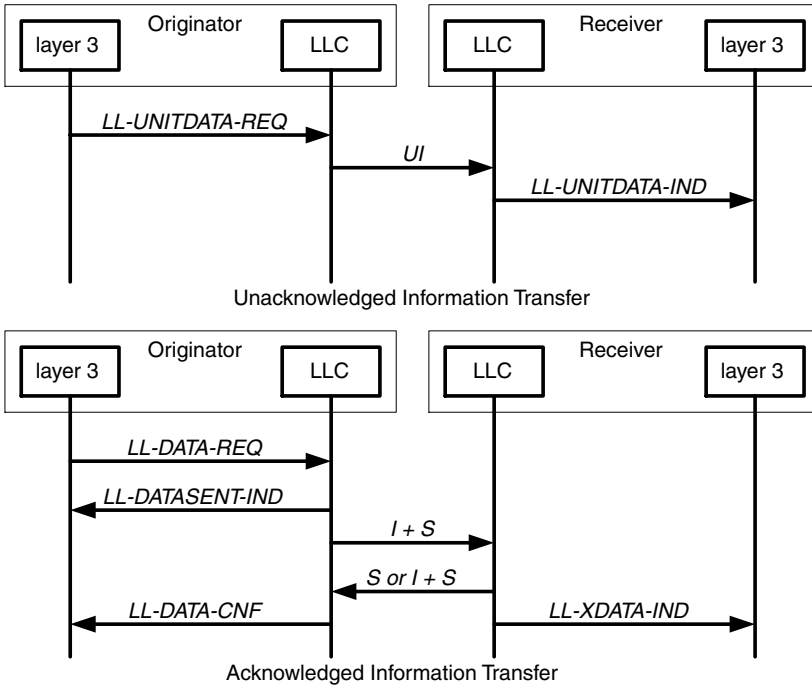 Originator
Receiver
layer 3
LLC
LLC
layer 3
LL-UNITDATA-REQ
UI
LL-UNITDATA-IND
Unacknowledged Information Transfer
Originator
Receiver
layer 3
LLC
LLC
layer 3
LL-DATA-REQ
LL-DATASENT-IND
I + S
S or I + S
LL-DATA-CNF
LL-XDATA-IND
Acknowledged Information Transfer